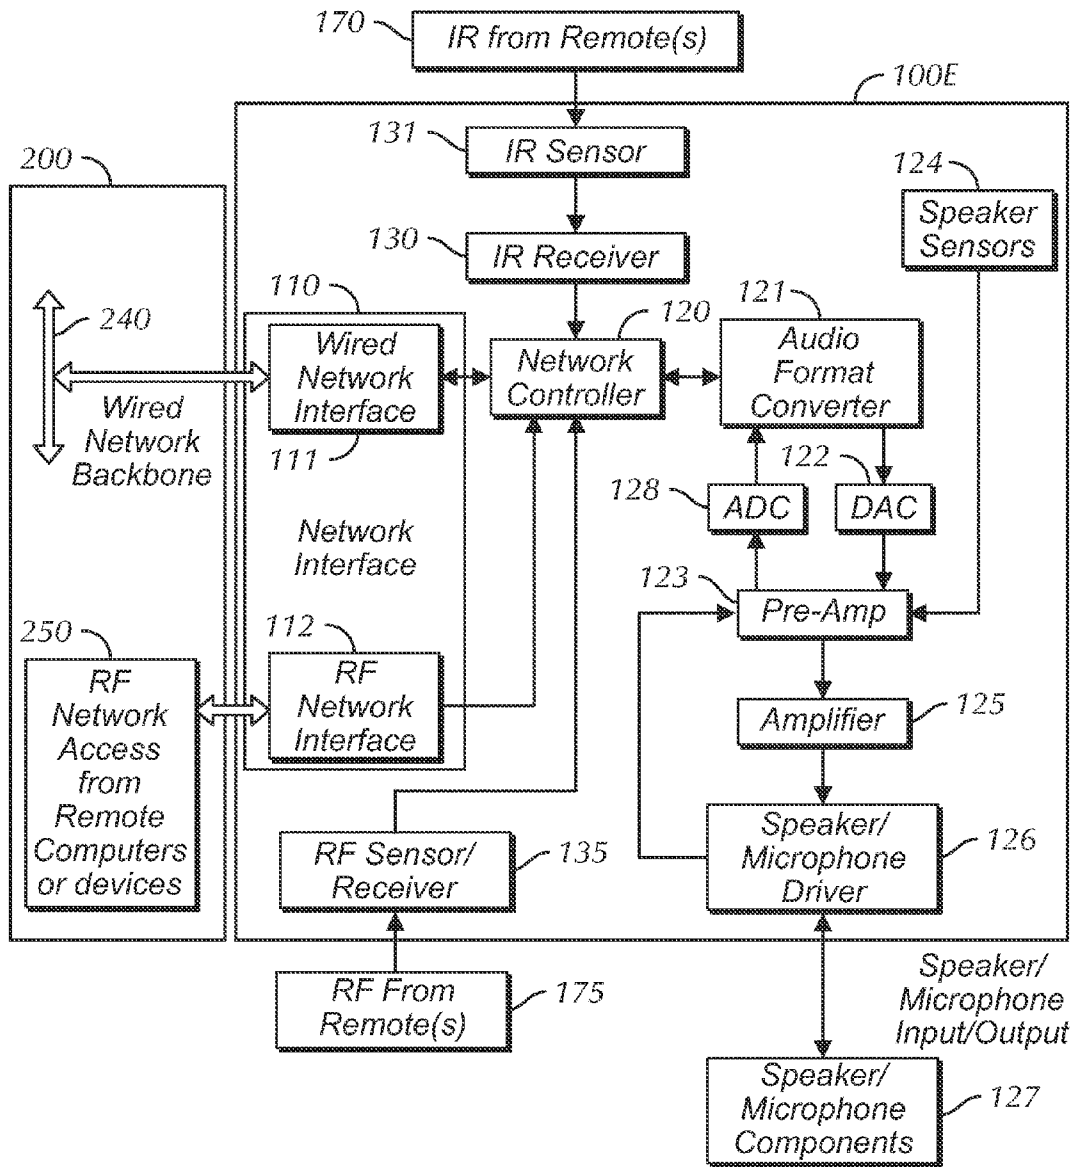 170
IR from Remote(s)
100E
131
IR Sensor
124
Speaker
Sensors
200
130
IR Receiver
110
120
121
240
Wired
Network
Interface
111
Network
Controller
Audio
Format
Converter
Wired
Network
Backbone
128
ADC
122
DAC
Network
Interface
123
Pre-Amp
250
RF
Network
Access
from
Remote
Computers
or devices
112
RF
Network
Interface
Amplifier
125
RF Sensor/
Receiver
135
Speaker/
Microphone
Driver
126
RF From
Remote(s)
175
Speaker/
Microphone
Input/Output
Speaker/
Microphone
Components
127